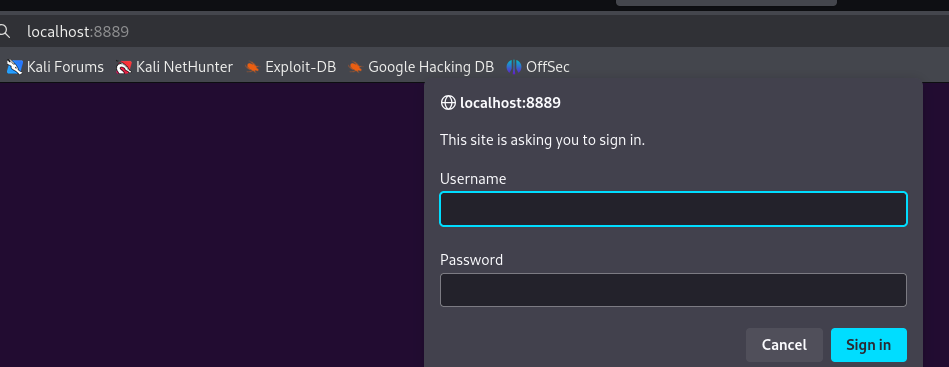 localhost:8889
Kali Forums Kali NetHunter Exploit-DB Google Hacking DB OffSec
localhost:8889
This site is asking you to sign in.
Username
Password
Cancel Sign in